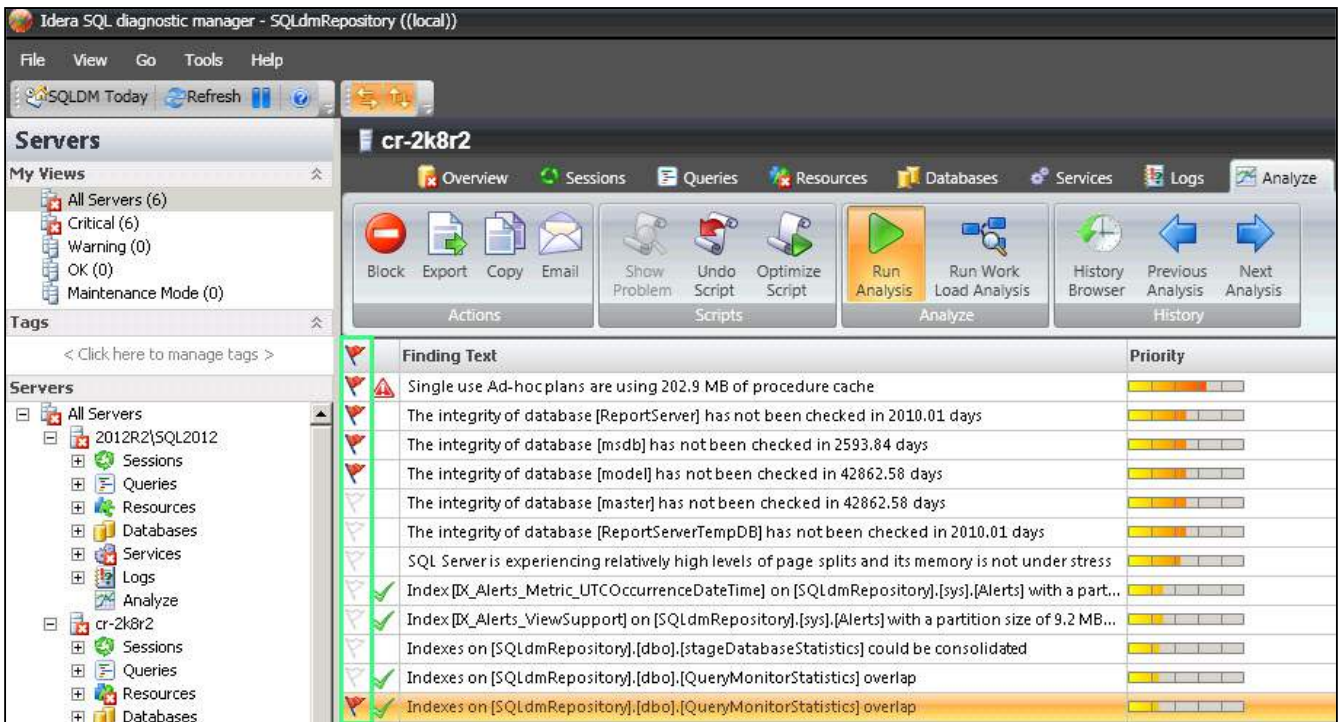 Idera SQL diagnostic manager - SQLdmRepository ((local))
File View Go Tools Help
SQLDM Today Refresh
Servers
My Views
All Servers (6)
Critical (6)
Warning (0)
OK (0)
Maintenance Mode (0)
Tags
< Click here to manage tags >
Servers
All Servers
2012R2\SQL2012
Sessions
Queries
Resources
Databases
Services
Logs
Analyze
cr-2k8r2
Sessions
Queries
Resources
Databases
cr-2k8r2
Overview Sessions Queries Resources Databases Services Logs Analyze
Block Export Copy Email Show Problem Undo Script Optimize Script Run Analysis Run Work Load Analysis History Browser Previous Analysis Next Analysis
Actions Scripts Analyze History
Finding Text Priority
Single use Ad-hoc plans are using 202.9 MB of procedure cache
The integrity of database [ReportServer] has not been checked in 2010.01 days
The integrity of database [msdb] has not been checked in 2593.84 days
The integrity of database [model] has not been checked in 42862.58 days
The integrity of database [master] has not been checked in 42862.58 days
The integrity of database [ReportServerTempDB] has not been checked in 2010.01 days
SQL Server is experiencing relatively high levels of page splits and its memory is not under stress
Index [IX_Alerts_Metric_UTCOccurrenceDateTime] on [SQLdmRepository].[sys].[Alerts] with a part...
Index [IX_Alerts_ViewSupport] on [SQLdmRepository].[sys].[Alerts] with a partition size of 9.2 MB...
Indexes on [SQLdmRepository].[dbo].[stageDatabaseStatistics] could be consolidated
Indexes on [SQLdmRepository].[dbo].[QueryMonitorStatistics] overlap
Indexes on [SQLdmRepository].[dbo].[QueryMonitorStatistics] overlap